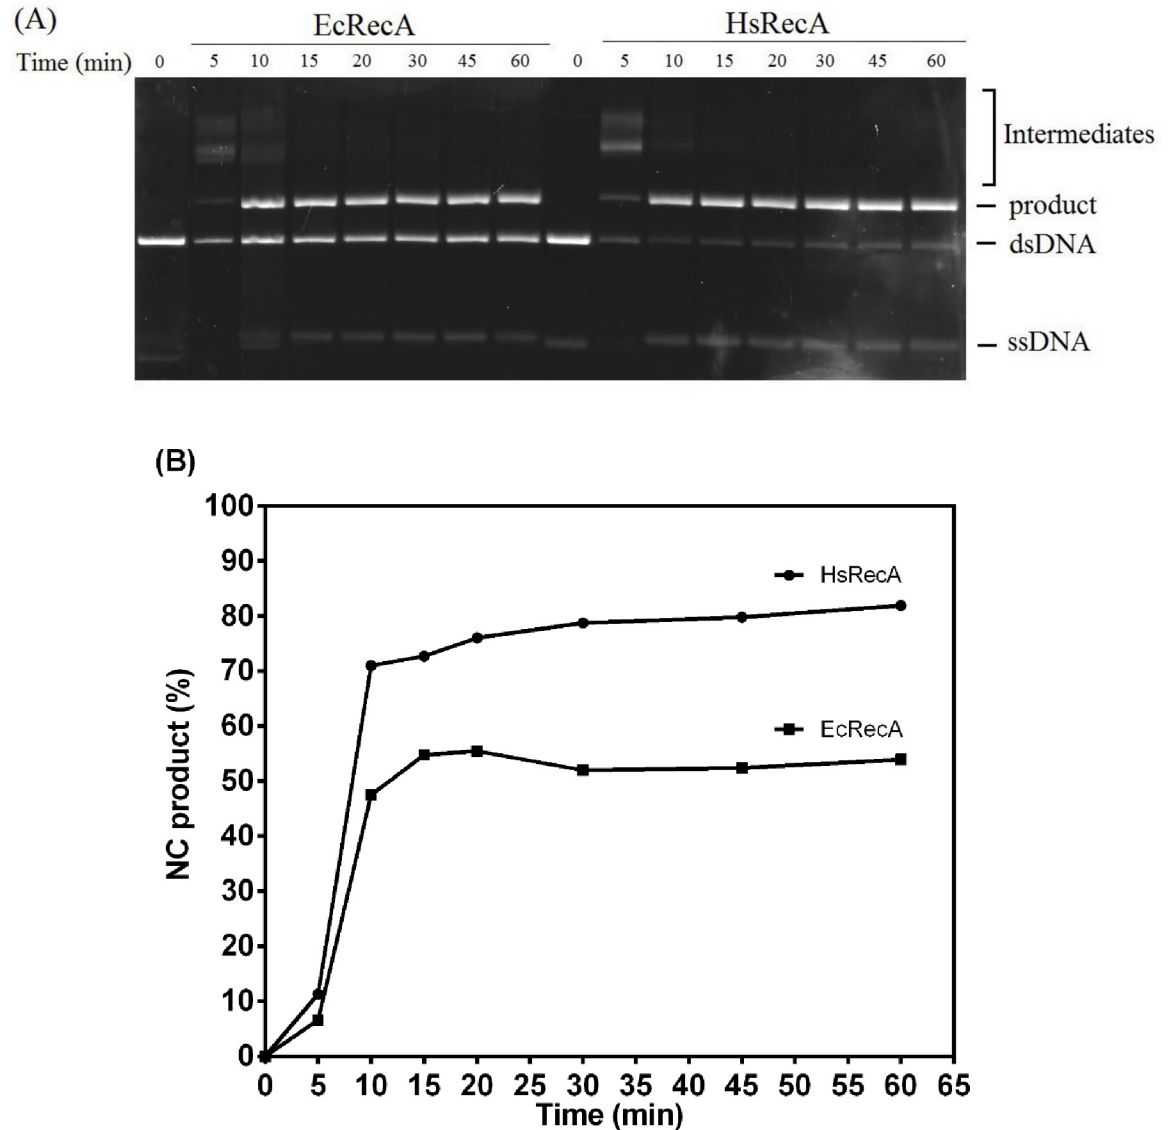 (A)
EcRecA HsRecA
Time (min) 0 5 10 15 20 30 45 60 0 5 10 15 20 30 45 60
Intermediates
product
dsDNA
ssDNA
(B)
100
90
80
70
60
50
40
30
20
10
0
NC product (%)
HsRecA
EcRecA
0 5 10 15 20 25 30 35 40 45 50 55 60 65
Time (min)